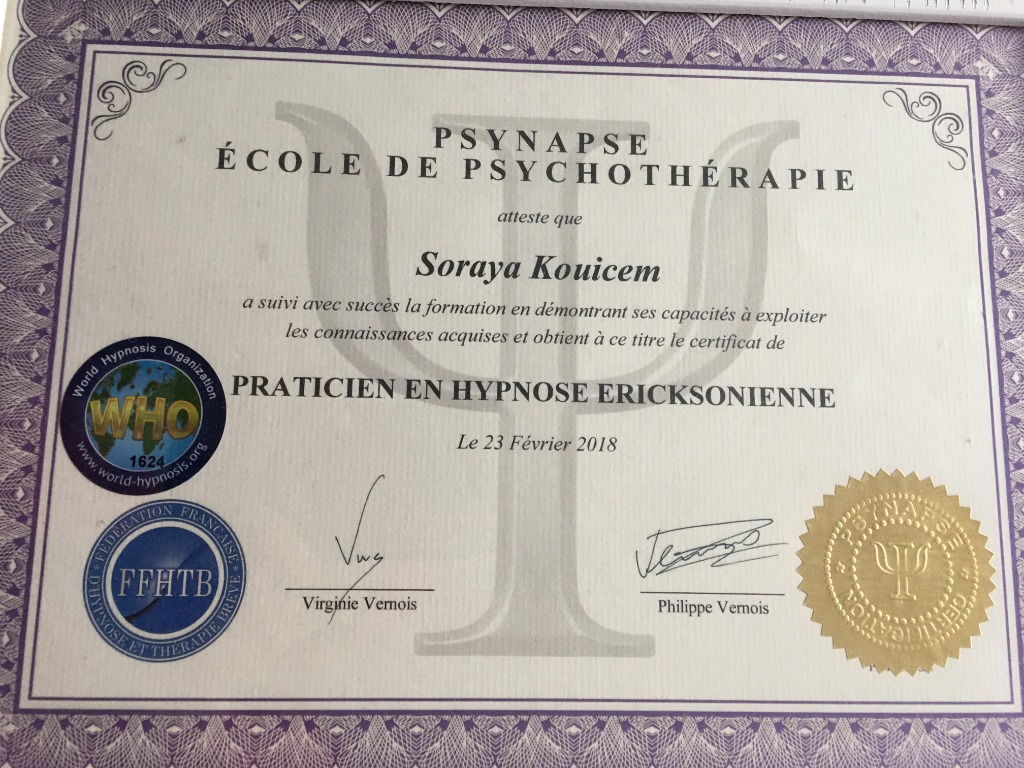 PSYNAPSE
ÉCOLE DE PSYCHOTHÉRAPIE
atteste que
Soraya Kouicem
a suivi avec succès la formation en démontrant ses capacités à exploiter
les connaissances acquises et obtient à ce titre le certificat de
PRATICIEN EN HYPNOSE ERICKSONIENNE
Le 23 Février 2018
World Hypnosis Organization
WHO
1624
www.world-hypnosis.org
FÉDÉRATION FRANÇAISE
FFHTB
D'HYPNOSE ET THÉRAPIE BRÈVE
Virginie Vernois
Philippe Vernois
PSYNAPSE
CERTIFICATION